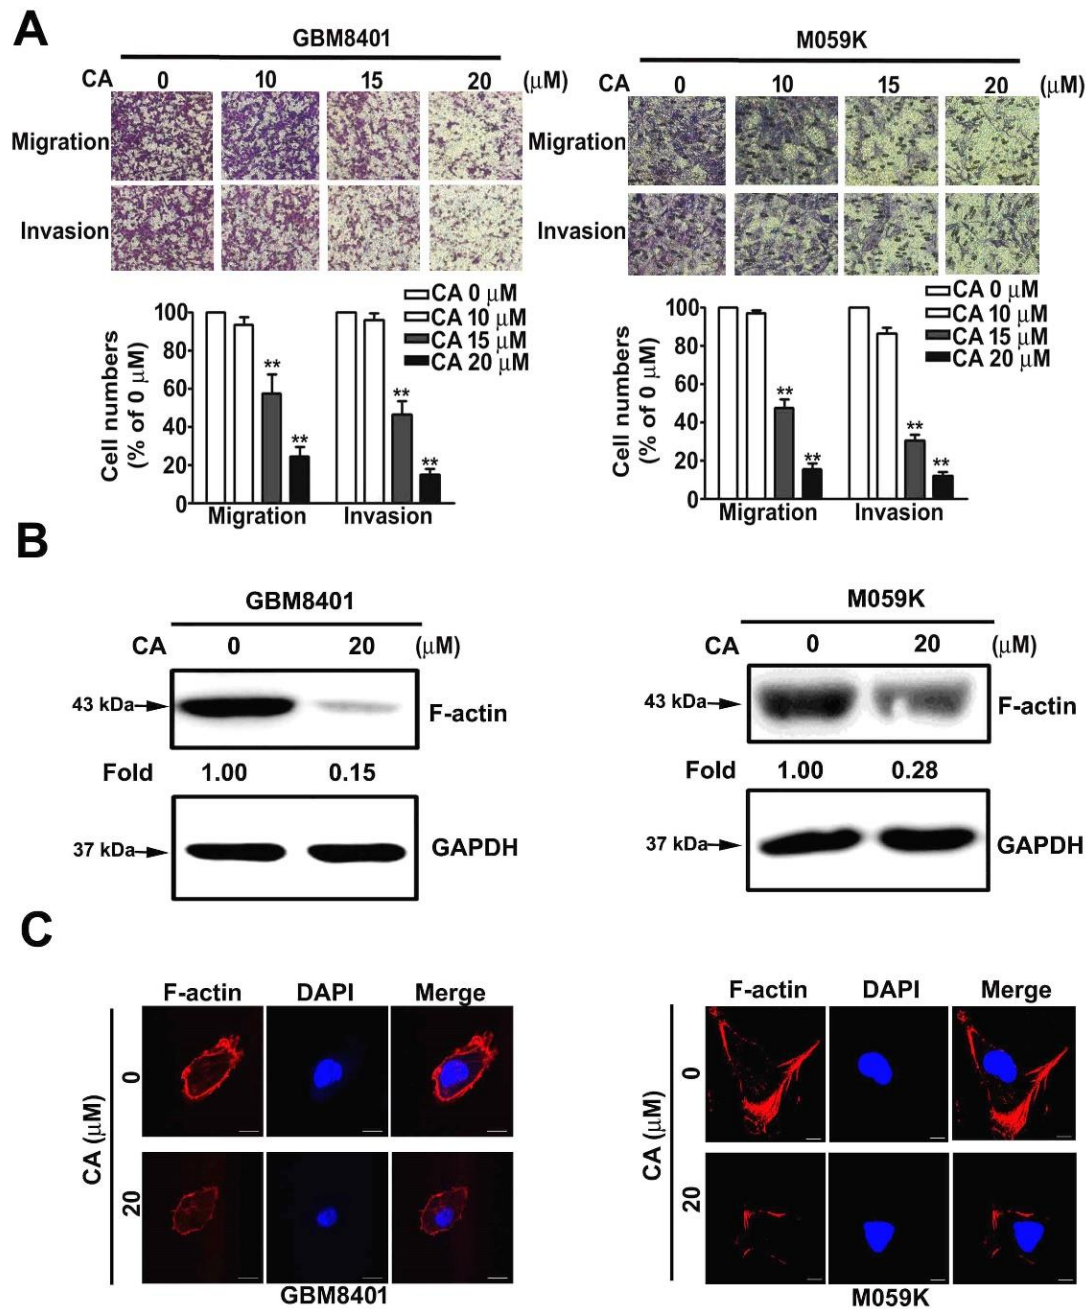 A
GBM8401
CA 0 10 15 20 (μM)
Migration
Invasion
CA 0 μM
CA 10 μM
CA 15 μM
CA 20 μM
Cell numbers
(% of 0 μM)
100
80
60
40
20
0
** ** ** **
Migration Invasion
M059K
CA 0 10 15 20 (μM)
Migration
Invasion
CA 0 μM
CA 10 μM
CA 15 μM
CA 20 μM
Cell numbers
(% of 0 μM)
100
80
60
40
20
0
** ** ** **
Migration Invasion
B
GBM8401
CA 0 20 (μM)
43 kDa F-actin
Fold 1.00 0.15
37 kDa GAPDH
M059K
CA 0 20 (μM)
43 kDa F-actin
Fold 1.00 0.28
37 kDa GAPDH
C
F-actin DAPI Merge
CA (μM)
0
20
GBM8401
F-actin DAPI Merge
CA (μM)
0
20
M059K